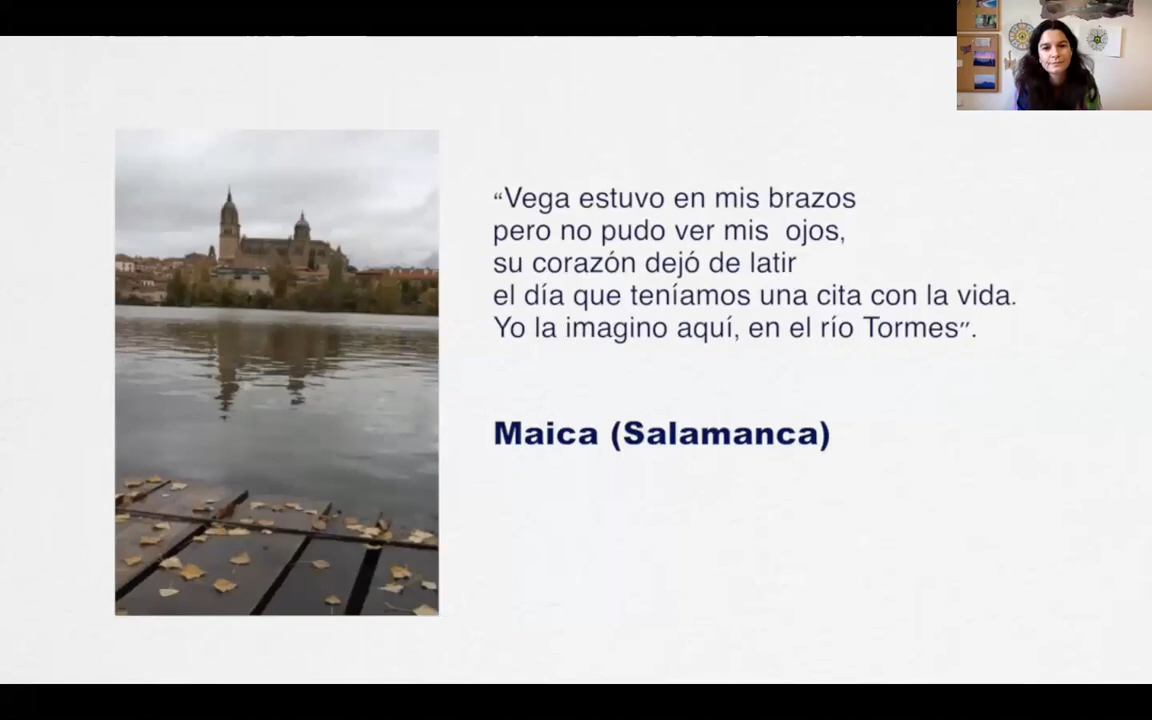 “Vega estuvo en mis brazos
pero no pudo ver mis  ojos,
su corazón dejó de latir
el día que teníamos una cita con la vida.
Yo la imagino aquí, en el río Tormes”.
Maica (Salamanca)